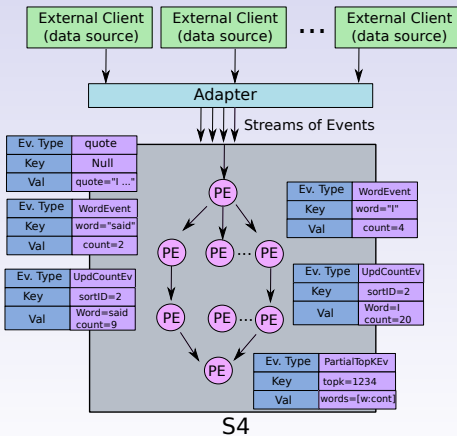 External Client
(data source)
External Client
(data source)
...
External Client
(data source)
Adapter
Streams of Events
Ev. Type quote
Key Null
Val quote="I ..."
PE
Ev. Type WordEvent
Key word="said"
Val count=2
Ev. Type WordEvent
Key word="I"
Val count=4
PE PE ... PE
Ev. Type UpdCountEv
Key sortID=2
Val Word=said
count=9
Ev. Type UpdCountEv
Key sortID=2
Val Word=I
count=20
PE PE ... PE
PE
Ev. Type PartialTopKEv
Key topk=1234
Val words=[w:cont]
S4